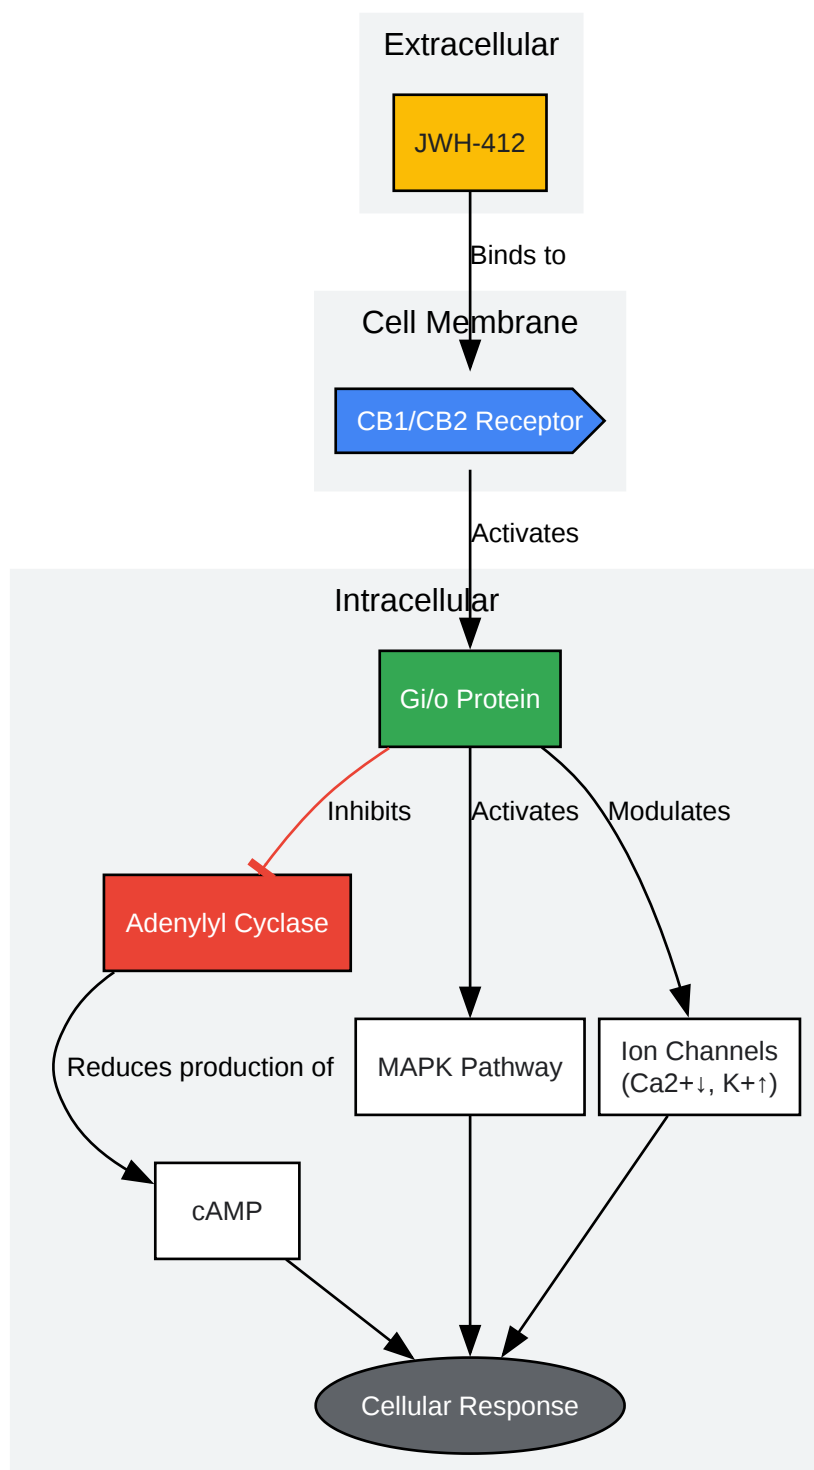 Extracellular
JWH-412
Binds to
Cell Membrane
CB1/CB2 Receptor
Activates
Intracellular
Gi/o Protein
Inhibits
Activates
Modulates
Adenylyl Cyclase
Reduces production of
MAPK Pathway
Ion Channels
(Ca2+↓, K+↑)
cAMP
Cellular Response